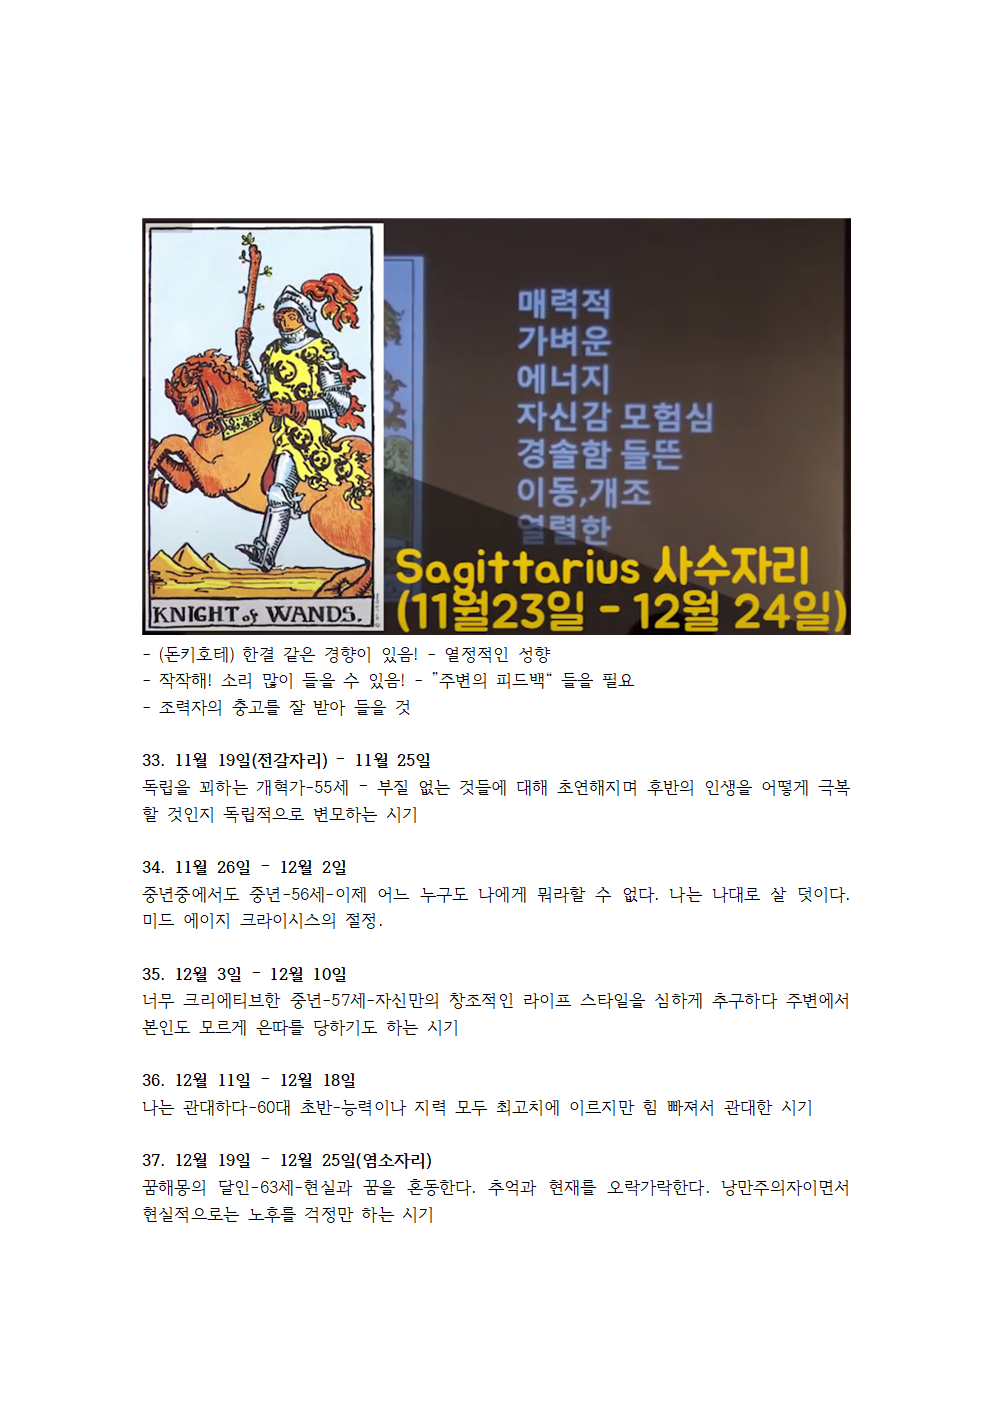 KNIGHT of WANDS.
매력적
가벼운
에너지
자신감 모험심
경솔함 들뜬
이동,개조
열렬한
Sagittarius 사수자리
(11월23일 - 12월 24일)
- (돈키호테) 한결 같은 경향이 있음! - 열정적인 성향
- 작작해! 소리 많이 들을 수 있음! - ”주변의 피드백“ 들을 필요
- 조력자의 충고를 잘 받아 들을 것
33. 11월 19일(전갈자리) - 11월 25일
독립을 꾀하는 개혁가-55세 - 부질 없는 것들에 대해 초연해지며 후반의 인생을 어떻게 극복
할 것인지 독립적으로 변모하는 시기
34. 11월 26일 - 12월 2일
중년중에서도 중년-56세-이제 어느 누구도 나에게 뭐라할 수 없다. 나는 나대로 살 덧이다.
미드 에이지 크라이시스의 절정.
35. 12월 3일 - 12월 10일
너무 크리에티브한 중년-57세-자신만의 창조적인 라이프 스타일을 심하게 추구하다 주변에서
본인도 모르게 은따를 당하기도 하는 시기
36. 12월 11일 - 12월 18일
나는 관대하다-60대 초반-능력이나 지력 모두 최고치에 이르지만 힘 빠져서 관대한 시기
37. 12월 19일 - 12월 25일(염소자리)
꿈해몽의 달인-63세-현실과 꿈을 혼동한다. 추억과 현재를 오락가락한다. 낭만주의자이면서
현실적으로는 노후를 걱정만 하는 시기